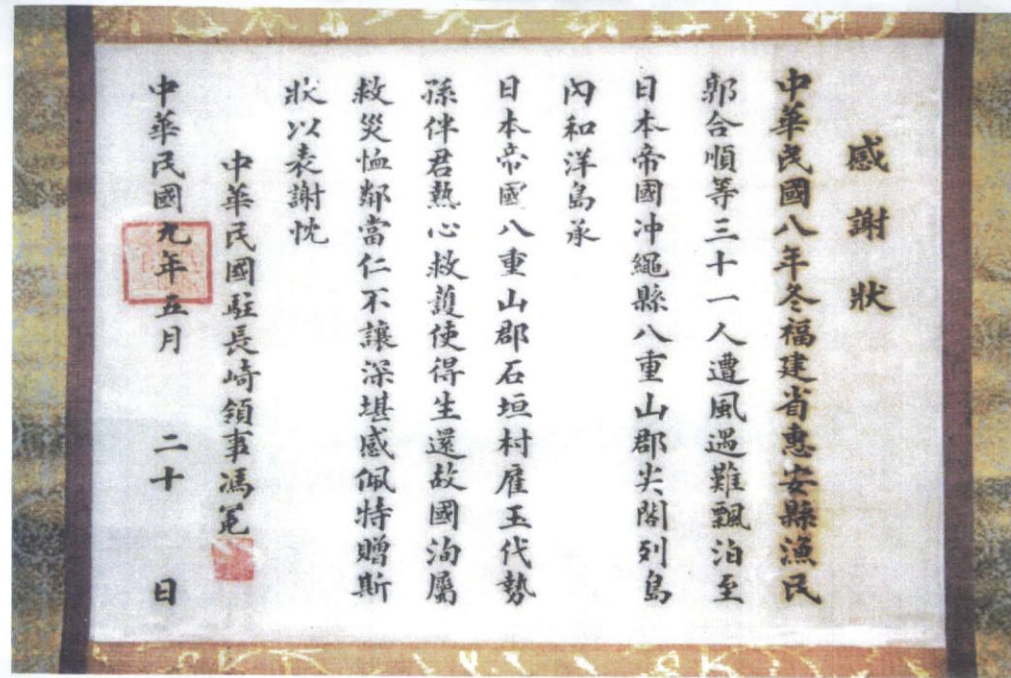 感謝狀
中華民國八年冬福建省惠安縣漁民
郭合順等三十一人遭風遇難飄泊至
日本帝國沖繩縣八重山郡尖閣列島
內和洋島承
日本帝國八重山郡石垣村雇玉代勢
孫伴君熱心救護使得生還故國洵屬
救災恤鄰當仁不讓深堪感佩特贈斯
狀以表謝忱
中華民國駐長崎領事馮冕
中華民國九年五月 二十 日